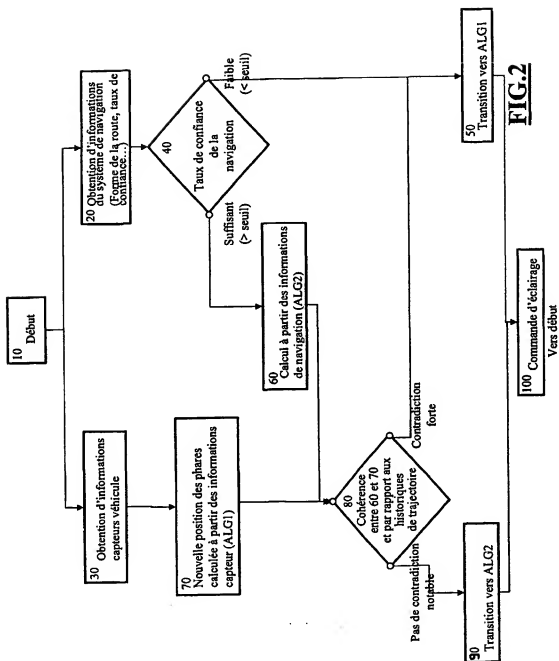 10 Début
20 Obtention d'informations
du système de navigation
(Forme de la route, taux de
confiance...)
30 Obtention d'informations
capteurs véhicule
40
Taux de confiance
de la
navigation
Faible
(< seuil)
Suffisant
(> seuil)
70
Nouvelle position des phares
calculée à partir des informations
capteur (ALG1)
60
Calcul à partir des informations
de navigation (ALG2)
80
Cohérence
entre 60 et 70
et par rapport aux
historiques
de trajectoire
Contradiction
forte
Pas de contradiction
notable
90
Transition vers ALG2
50
Transition vers ALG1
100 Commande d'éclairage
Vers début
FIG.2